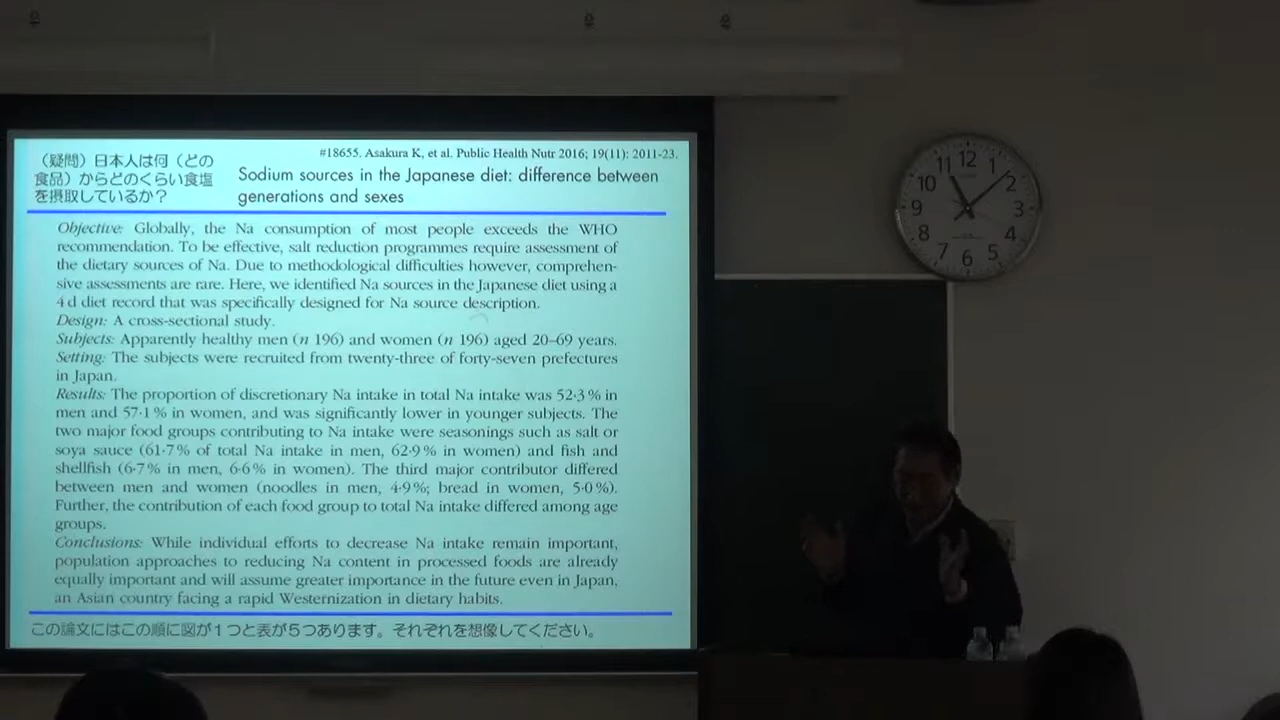 （疑問）日本人は何（どの
食品）からどのくらい食塩
を摂取しているか？
#18655. Asakura K, et al. Public Health Nutr 2016; 19(11): 2011-23.
Sodium sources in the Japanese diet: difference between
generations and sexes
Objective: Globally, the Na consumption of most people exceeds the WHO
recommendation. To be effective, salt reduction programmes require assessment of
the dietary sources of Na. Due to methodological difficulties however, comprehen-
sive assessments are rare. Here, we identified Na sources in the Japanese diet using a
4 d diet record that was specifically designed for Na source description.
Design: A cross-sectional study.
Subjects: Apparently healthy men (n 196) and women (n 196) aged 20–69 years.
Setting: The subjects were recruited from twenty-three of forty-seven prefectures
in Japan.
Results: The proportion of discretionary Na intake in total Na intake was 52·3 % in
men and 57·1 % in women, and was significantly lower in younger subjects. The
two major food groups contributing to Na intake were seasonings such as salt or
soya sauce (61·7 % of total Na intake in men, 62·9 % in women) and fish and
shellfish (6·7 % in men, 6·6 % in women). The third major contributor differed
between men and women (noodles in men, 4·9 %; bread in women, 5·0 %).
Further, the contribution of each food group to total Na intake differed among age
groups.
Conclusions: While individual efforts to decrease Na intake remain important,
population approaches to reducing Na content in processed foods are already
equally important and will assume greater importance in the future even in Japan,
an Asian country facing a rapid Westernization in dietary habits.
この論文にはこの順に図が１つと表が５つあります。それぞれを想像してください。
12
1
2
3
4
5
6
7
8
9
10
11